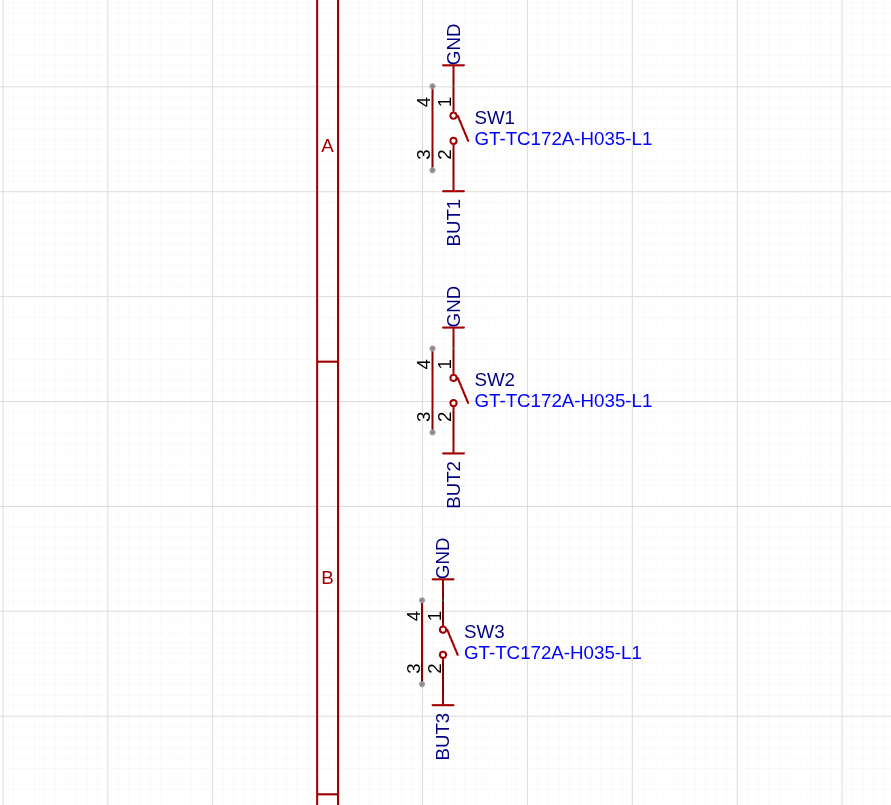 GND
4 1
A
SW1
GT-TC172A-H035-L1
3 2
BUT1
GND
4 1
SW2
GT-TC172A-H035-L1
3 2
BUT2
GND
B
4 1
SW3
GT-TC172A-H035-L1
3 2
BUT3